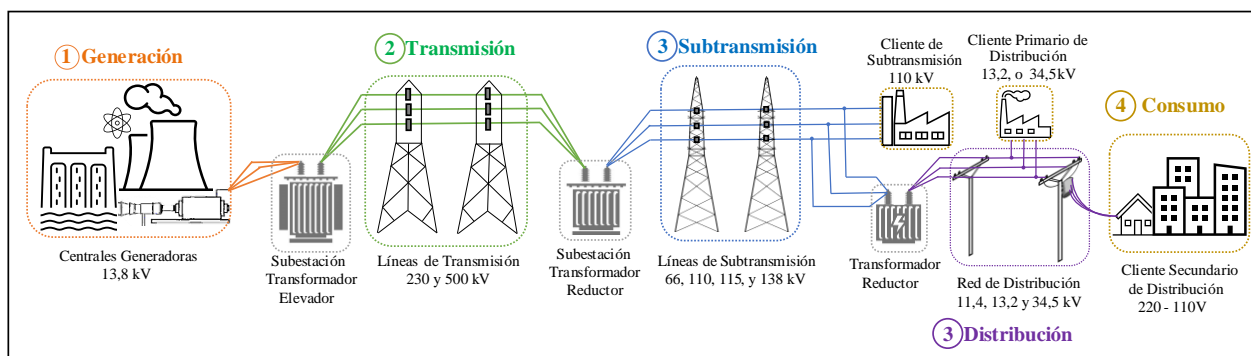 1 Generación
Centrales Generadoras
13,8 kV
Subestación
Transformador
Elevador
2 Transmisión
Líneas de Transmisión
230 y 500 kV
Subestación
Transformador
Reductor
3 Subtransmisión
Líneas de Subtransmisión
66, 110, 115, y 138 kV
Cliente de
Subtransmisión
110 kV
Transformador
Reductor
Cliente Primario de
Distribución
13,2, o 34,5kV
Red de Distribución
11,4, 13,2 y 34,5 kV
3 Distribución
4 Consumo
Cliente Secundario
de Distribución
220 - 110V